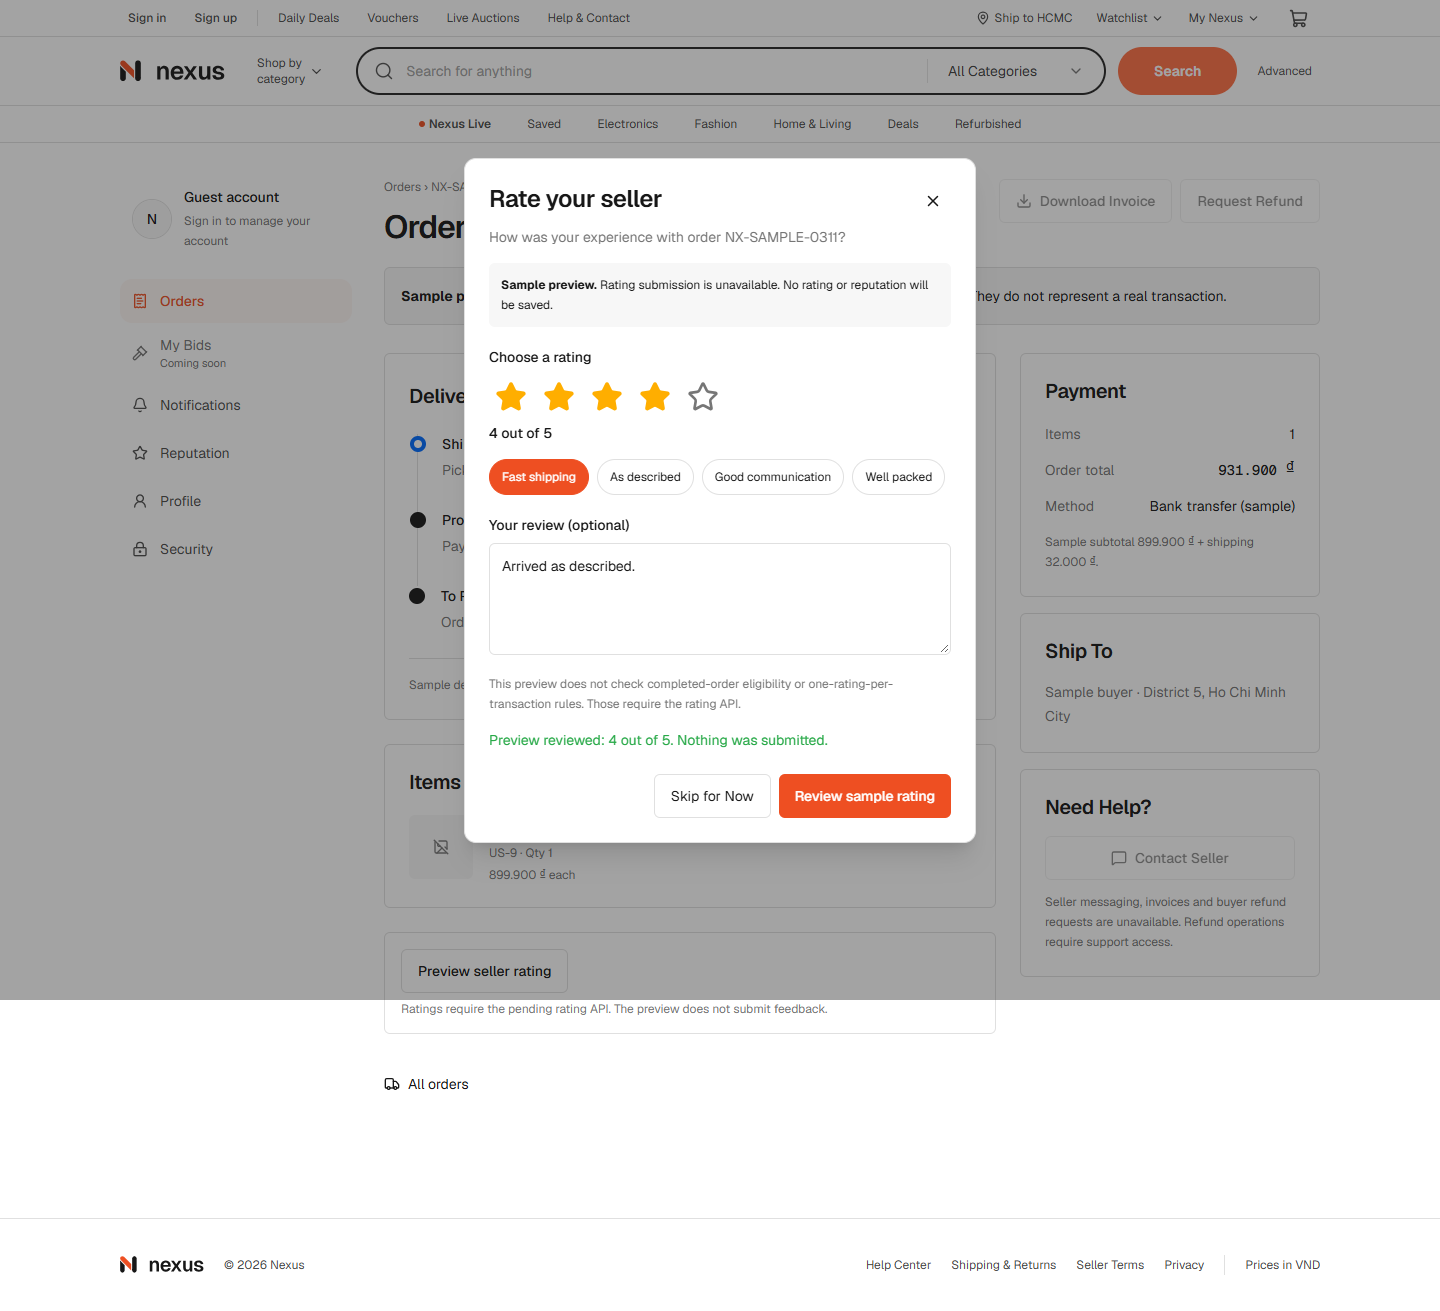 Sign in
Sign up
Daily Deals
Vouchers
Live Auctions
Help & Contact
Ship to HCMC
Watchlist
My Nexus
nexus
Shop by
category
Search for anything
All Categories
Search
Advanced
Nexus Live
Saved
Electronics
Fashion
Home & Living
Deals
Refurbished
N
Guest account
Sign in to manage your
account
Orders
My Bids
Coming soon
Notifications
Reputation
Profile
Security
Orders › NX-SA
Order
Download Invoice
Request Refund
Sample p
They do not represent a real transaction.
Rate your seller
How was your experience with order NX-SAMPLE-0311?
Sample preview. Rating submission is unavailable. No rating or reputation will
be saved.
Choose a rating
4 out of 5
Fast shipping
As described
Good communication
Well packed
Your review (optional)
Arrived as described.
This preview does not check completed-order eligibility or one-rating-per-
transaction rules. Those require the rating API.
Preview reviewed: 4 out of 5. Nothing was submitted.
Skip for Now
Review sample rating
Delive
Shi
Pick
Pro
Pay
To P
Ord
Sample de
Items
US-9 · Qty 1
899.900 ₫ each
Preview seller rating
Ratings require the pending rating API. The preview does not submit feedback.
All orders
Payment
Items
1
Order total
931.900 ₫
Method
Bank transfer (sample)
Sample subtotal 899.900 ₫ + shipping
32.000 ₫.
Ship To
Sample buyer · District 5, Ho Chi Minh
City
Need Help?
Contact Seller
Seller messaging, invoices and buyer refund
requests are unavailable. Refund operations
require support access.
nexus
© 2026 Nexus
Help Center
Shipping & Returns
Seller Terms
Privacy
Prices in VND